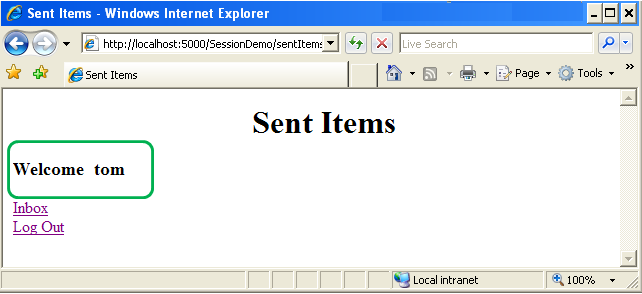 Sent Items - Windows Internet Explorer
http://localhost:5000/SessionDemo/sentItems
Live Search
Sent Items
Page
Tools
»
Sent Items
Welcome tom
Inbox
Log Out
Local intranet
100%